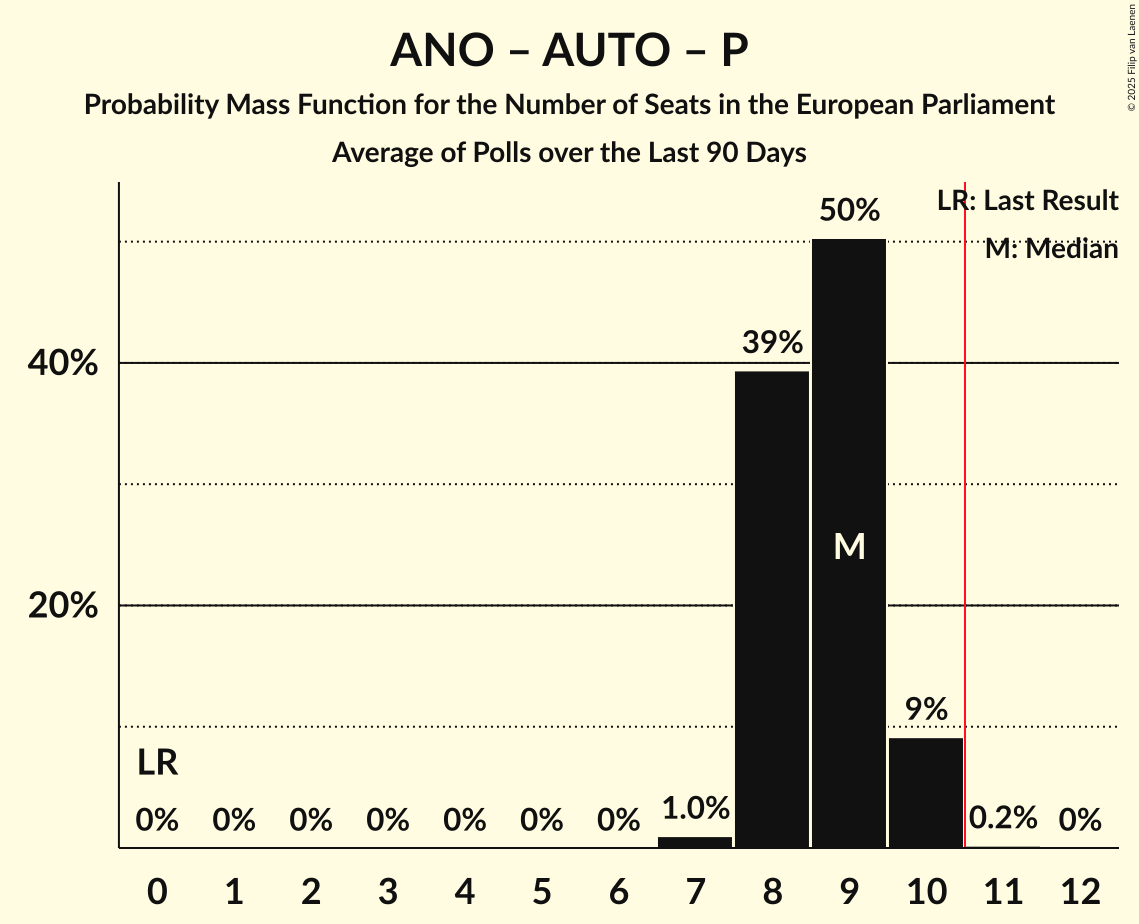 ANO – AUTO – P
Probability Mass Function for the Number of Seats in the European Parliament
Average of Polls over the Last 90 Days
© 2025 Filip van Laenen
LR: Last Result
M: Median
50%
39%
40%
M
20%
9%
LR
0% 0% 0% 0% 0% 0% 0% 1.0% 0.2% 0%
0 1 2 3 4 5 6 7 8 9 10 11 12